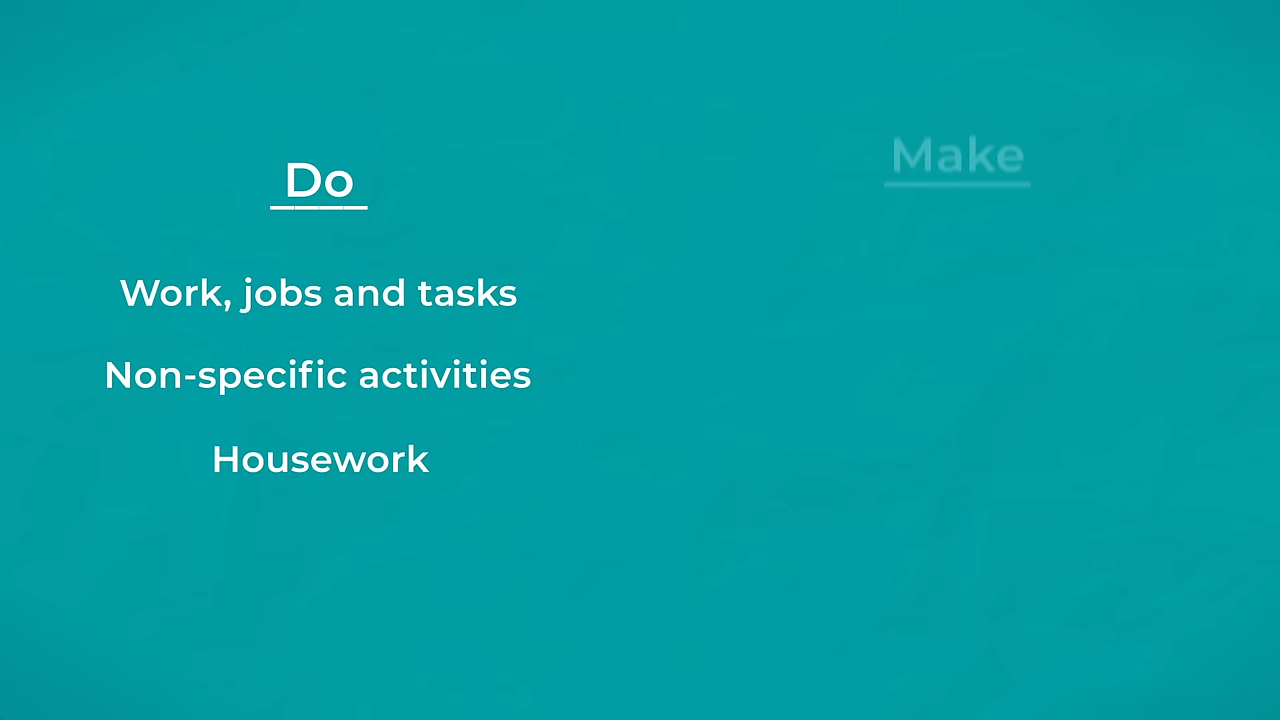 Do
Work, jobs and tasks
Non-specific activities
Housework
Make